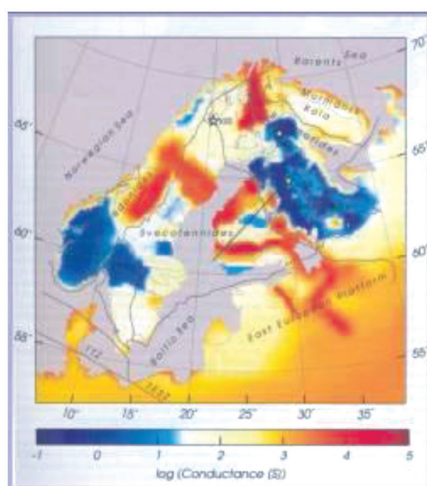 70°
Barents Sea
Murmansk
Kola
65°
65°
Norwegian Sea
Svecofennides
60°
60°
East European Platform
Baltic Sea
55°
55°
TTZ
10° 15° 20° 25° 30° 35°
-1 0 1 2 3 4 5
log (Conductance [S])